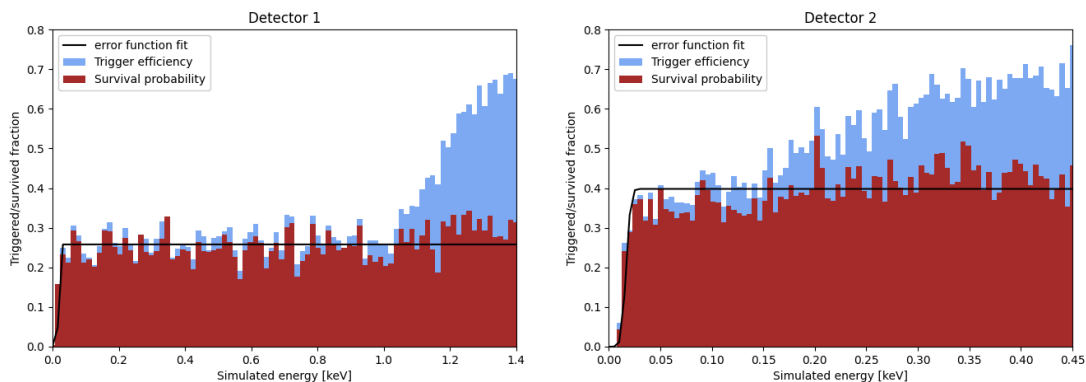 Detector 1
error function fit
Trigger efficiency
Survival probability
Triggered/survived fraction
0.8
0.7
0.6
0.5
0.4
0.3
0.2
0.1
0.0
0.0 0.2 0.4 0.6 0.8 1.0 1.2 1.4
Simulated energy [keV]
Detector 2
error function fit
Trigger efficiency
Survival probability
Triggered/survived fraction
0.8
0.7
0.6
0.5
0.4
0.3
0.2
0.1
0.0
0.00 0.05 0.10 0.15 0.20 0.25 0.30 0.35 0.40 0.45
Simulated energy [keV]